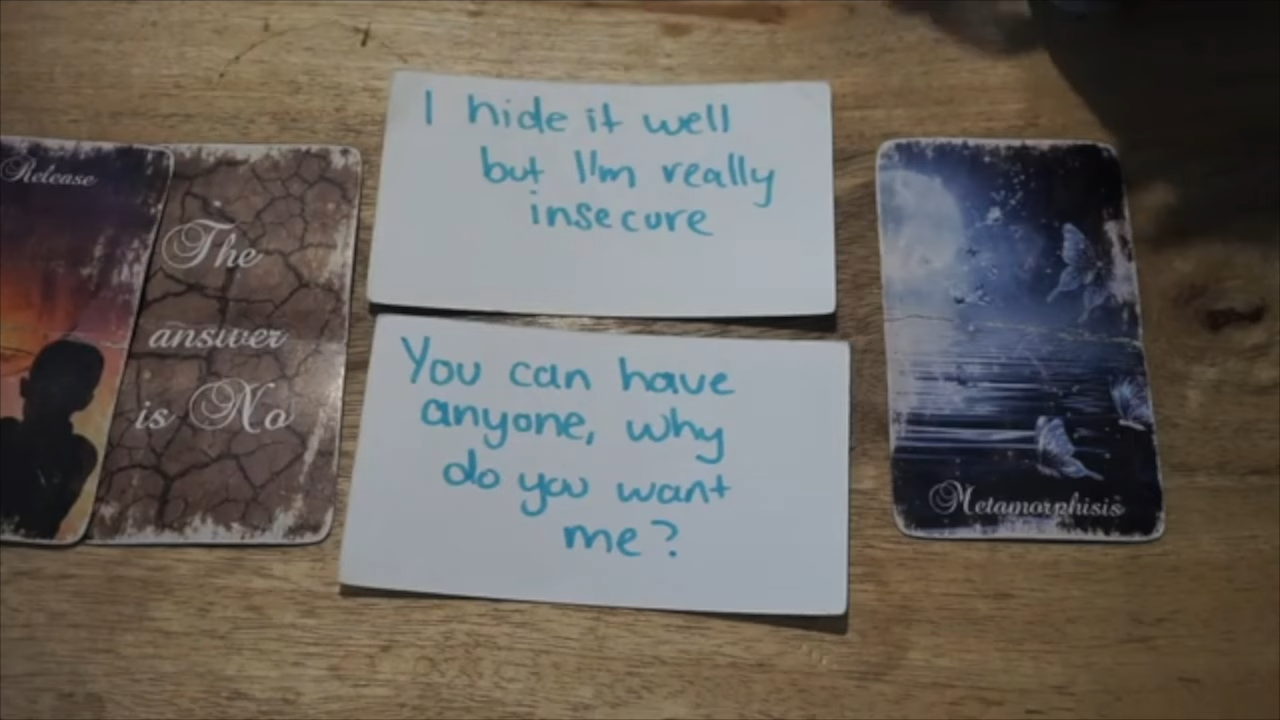 Release
The
answer
is No
I hide it well
but I'm really
insecure
You can have
anyone, why
do you want
me?
Metamorphisis